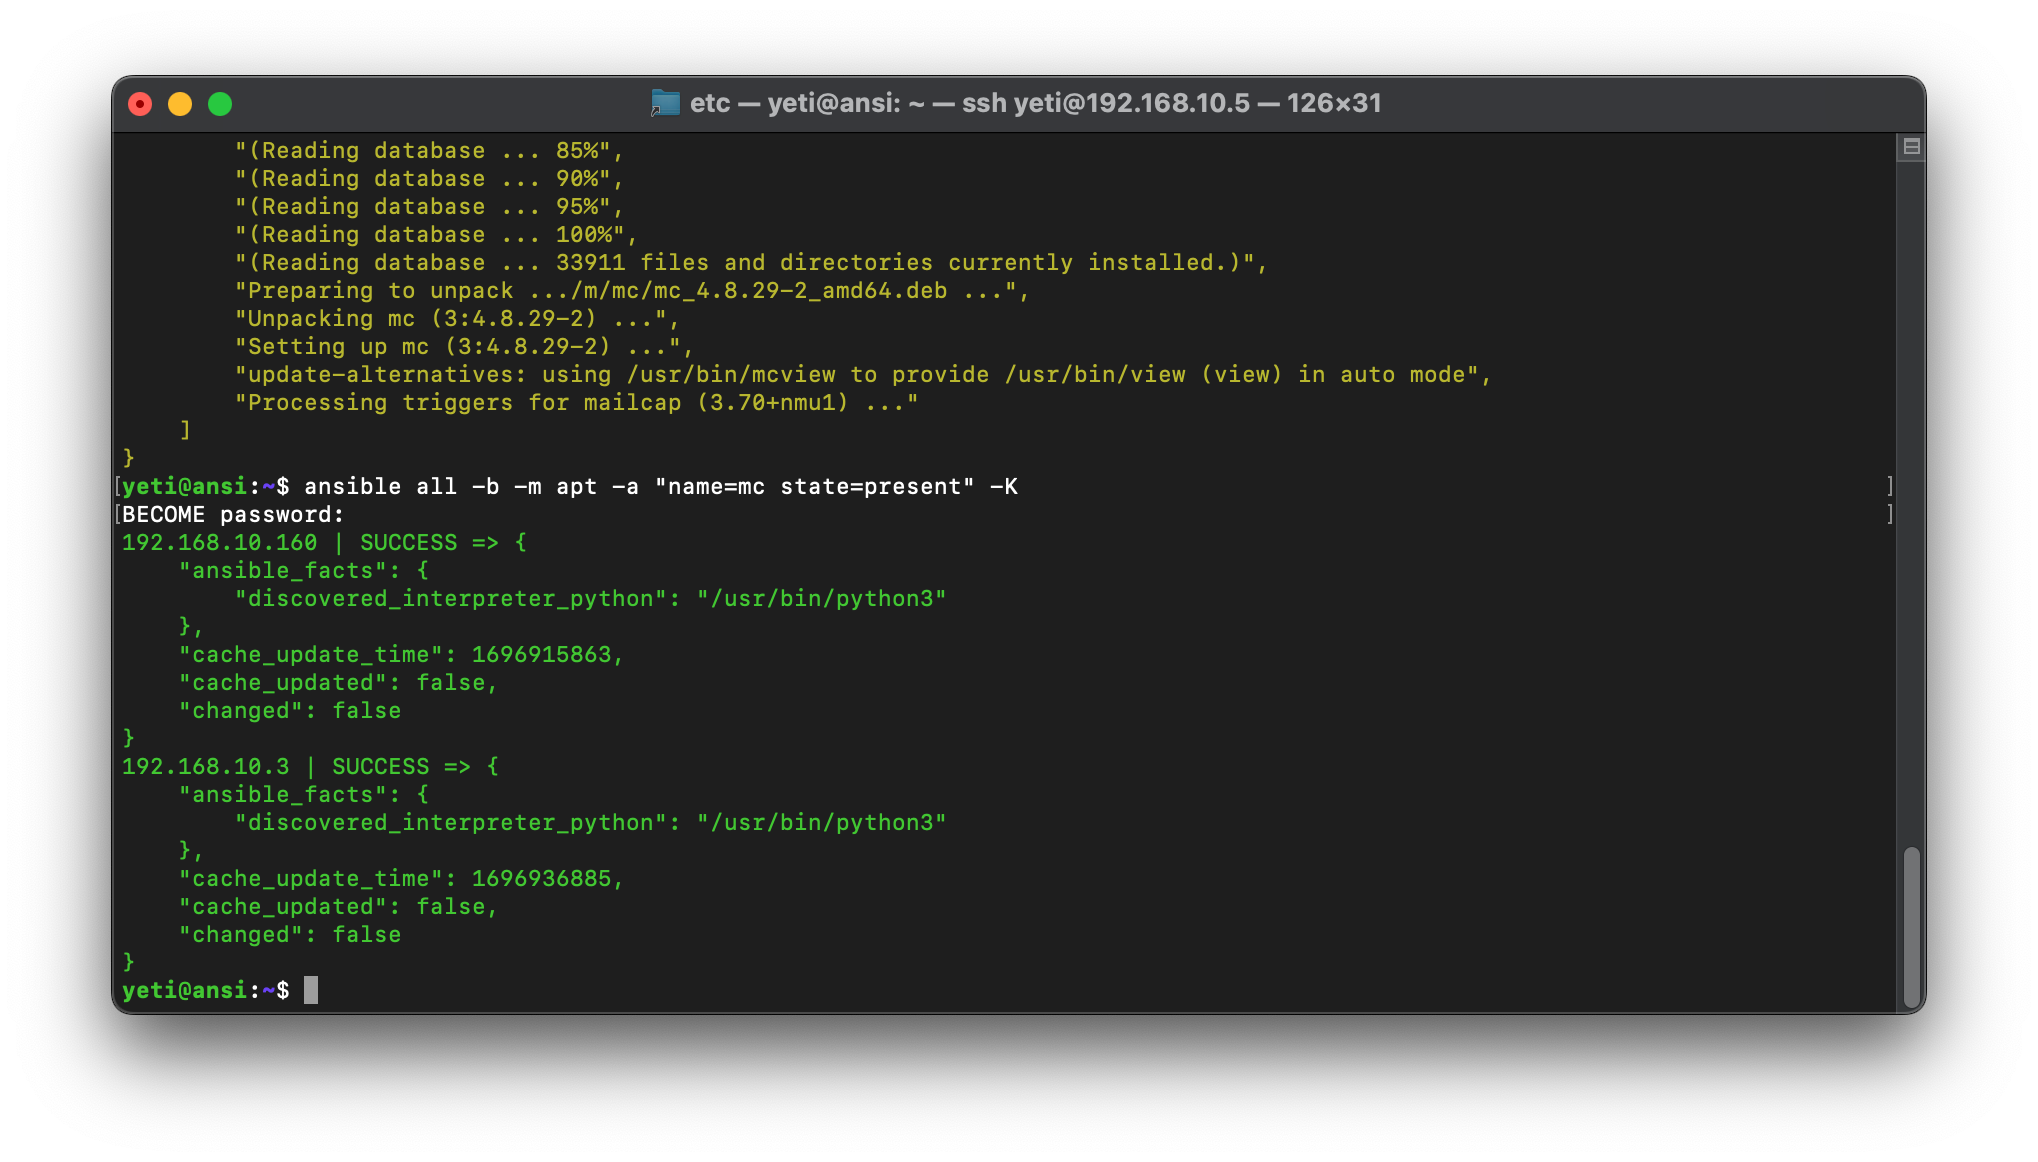 etc — yeti@ansi: ~ — ssh yeti@192.168.10.5 — 126×31
        "(Reading database ... 85%",
        "(Reading database ... 90%",
        "(Reading database ... 95%",
        "(Reading database ... 100%",
        "(Reading database ... 33911 files and directories currently installed.)",
        "Preparing to unpack .../m/mc/mc_4.8.29-2_amd64.deb ...",
        "Unpacking mc (3:4.8.29-2) ...",
        "Setting up mc (3:4.8.29-2) ...",
        "update-alternatives: using /usr/bin/mcview to provide /usr/bin/view (view) in auto mode",
        "Processing triggers for mailcap (3.70+nmu1) ..."
    ]
}
[yeti@ansi:~$ ansible all -b -m apt -a "name=mc state=present" -K ]
[BECOME password: ]
192.168.10.160 | SUCCESS => {
    "ansible_facts": {
        "discovered_interpreter_python": "/usr/bin/python3"
    },
    "cache_update_time": 1696915863,
    "cache_updated": false,
    "changed": false
}
192.168.10.3 | SUCCESS => {
    "ansible_facts": {
        "discovered_interpreter_python": "/usr/bin/python3"
    },
    "cache_update_time": 1696936885,
    "cache_updated": false,
    "changed": false
}
yeti@ansi:~$